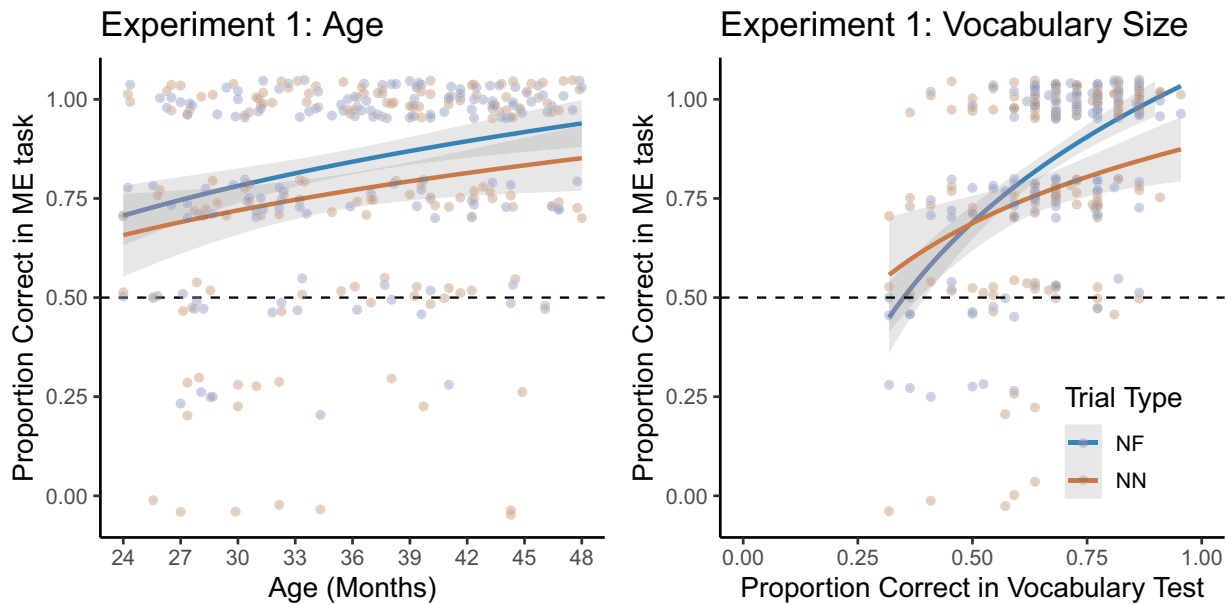 Experiment 1: Age
Proportion Correct in ME task
1.00
0.75
0.50
0.25
0.00
24 27 30 33 36 39 42 45 48
Age (Months)
Experiment 1: Vocabulary Size
Proportion Correct in ME task
1.00
0.75
0.50
0.25
0.00
Trial Type
NF
NN
0.00 0.25 0.50 0.75 1.00
Proportion Correct in Vocabulary Test